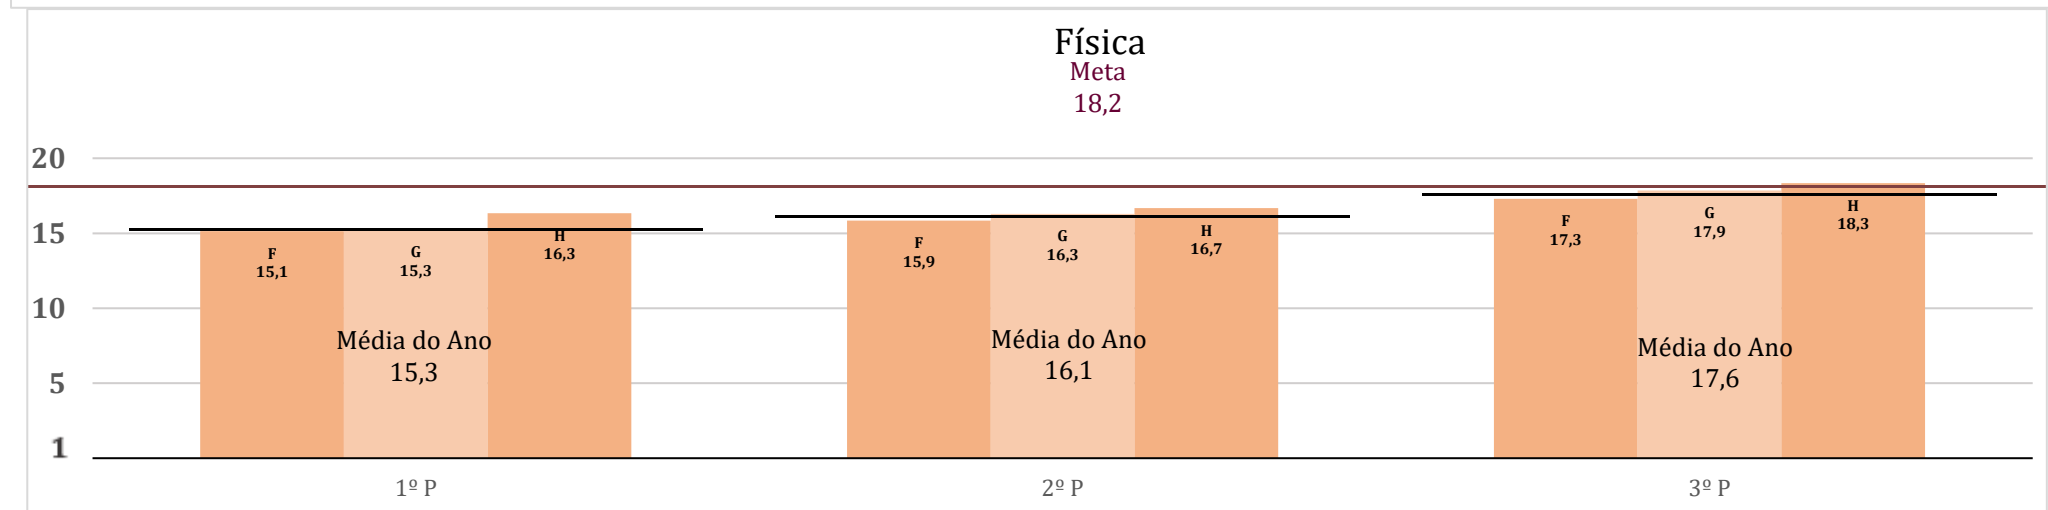 Física
Meta
18,2
20
15
10
5
1
F
15,1
G
15,3
H
16,3
Média do Ano
15,3
F
15,9
G
16,3
H
16,7
Média do Ano
16,1
F
17,3
G
17,9
H
18,3
Média do Ano
17,6
1º P
2º P
3º P